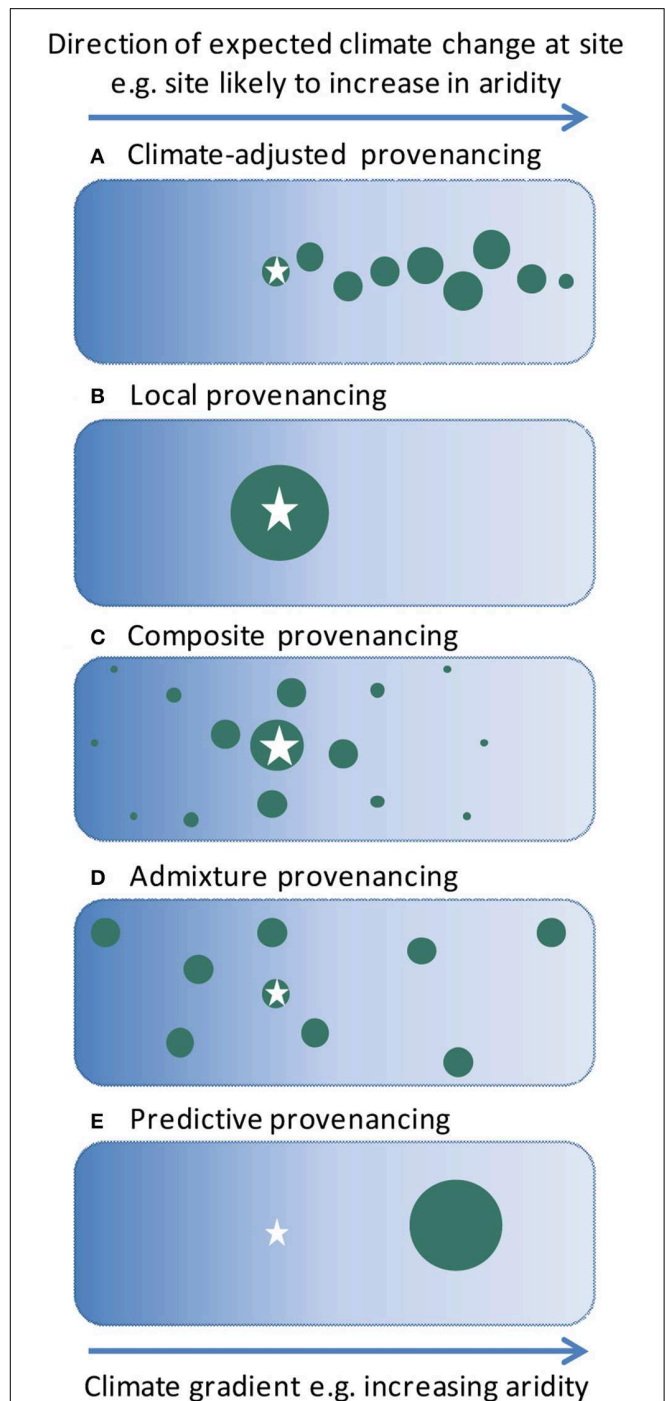 Direction of expected climate change at site
e.g. site likely to increase in aridity
A Climate-adjusted provenancing
B Local provenancing
C Composite provenancing
D Admixture provenancing
E Predictive provenancing
Climate gradient e.g. increasing aridity